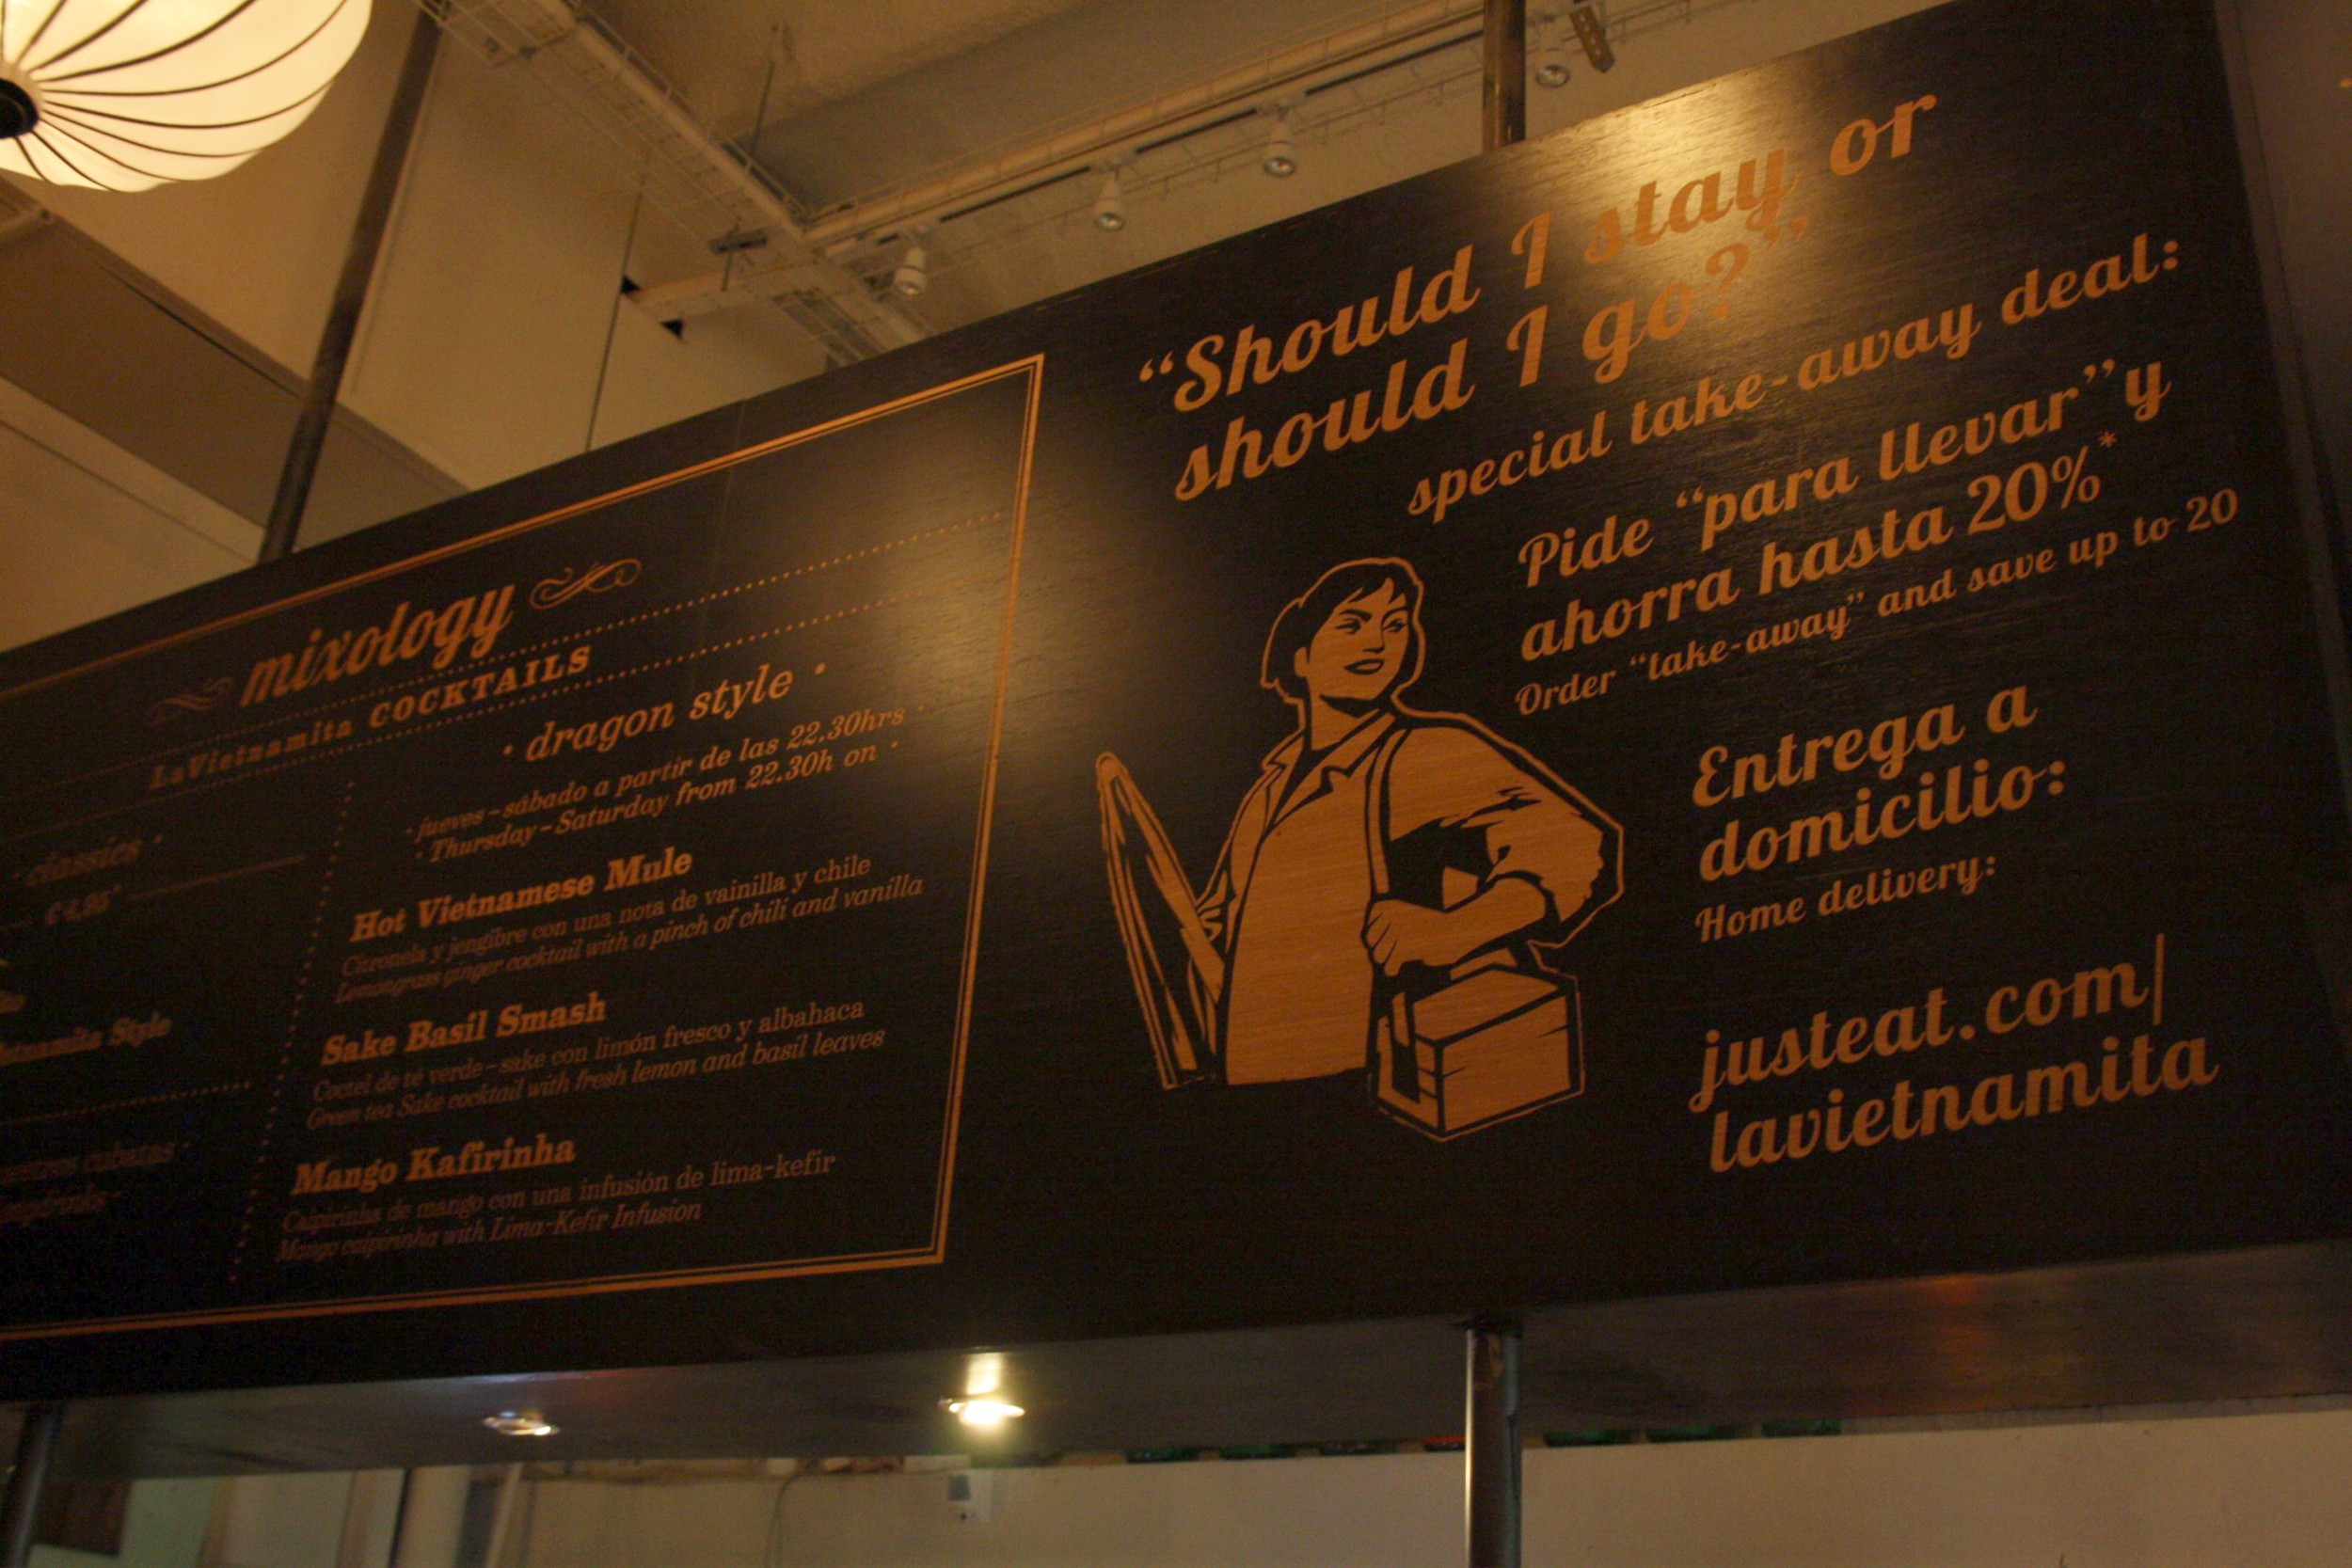 mixology
LaVietnamita COCKTAILS
· classics ·
€ 4,95*
Style
cubatas ·
· dragon style ·
· jueves – sábado a partir de las 22.30hrs ·
· Thursday – Saturday from 22.30h on ·
Hot Vietnamese Mule
Citronela y jengibre con una nota de vainilla y chile
Lemongrass ginger cocktail with a pinch of chili and vanilla
Sake Basil Smash
Coctel de té verde – sake con limón fresco y albahaca
Green tea Sake cocktail with fresh lemon and basil leaves
Mango Kafirinha
Caipirinha de mango con una infusión de lima-kefir
Mango caipirinha with Lima-Kefir Infusion
“Should I stay or
should I go?”,
special take-away deal:
Pide “para llevar” y
ahorra hasta 20%*
Order “take-away” and save up to 20
Entrega a
domicilio:
Home delivery:
justeat.com/
lavietnamita